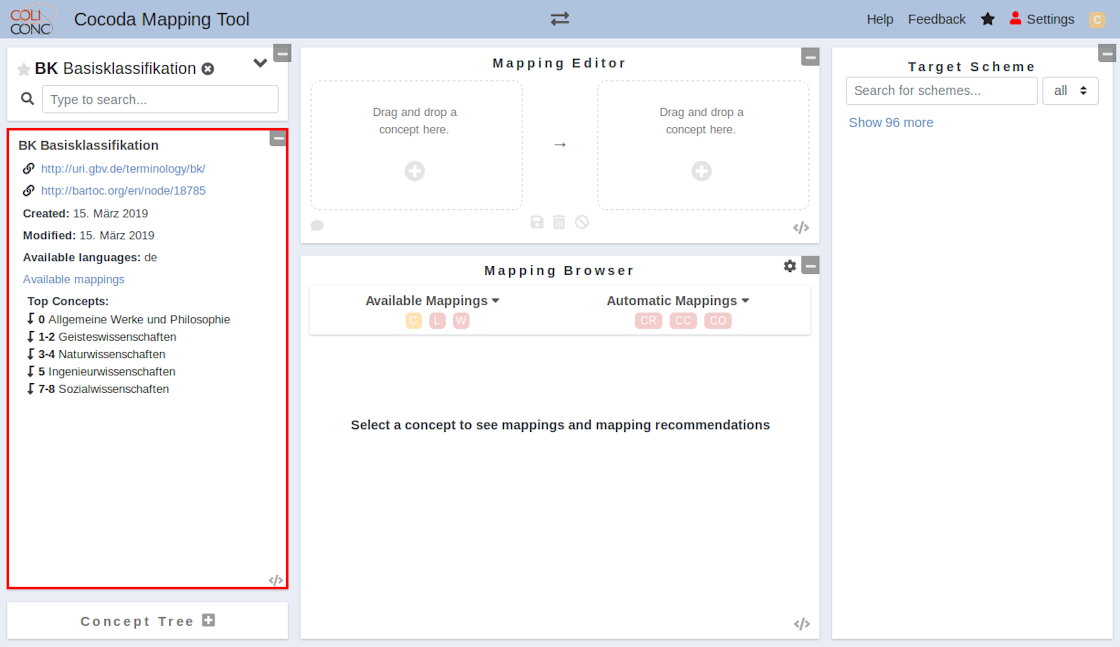 COLI
CONC
Cocoda Mapping Tool
Help
Feedback
Settings
C
BK Basisklassifikation
Type to search...
BK Basisklassifikation
http://uri.gbv.de/terminology/bk/
http://bartoc.org/en/node/18785
Created: 15. März 2019
Modified: 15. März 2019
Available languages: de
Available mappings
Top Concepts:
0 Allgemeine Werke und Philosophie
1-2 Geisteswissenschaften
3-4 Naturwissenschaften
5 Ingenieurwissenschaften
7-8 Sozialwissenschaften
</>
Concept Tree
Mapping Editor
Drag and drop a
concept here.
→
Drag and drop a
concept here.
</>
Mapping Browser
Available Mappings
C L W
Automatic Mappings
CR CC CO
Select a concept to see mappings and mapping recommendations
</>
Target Scheme
Search for schemes...
all
Show 96 more